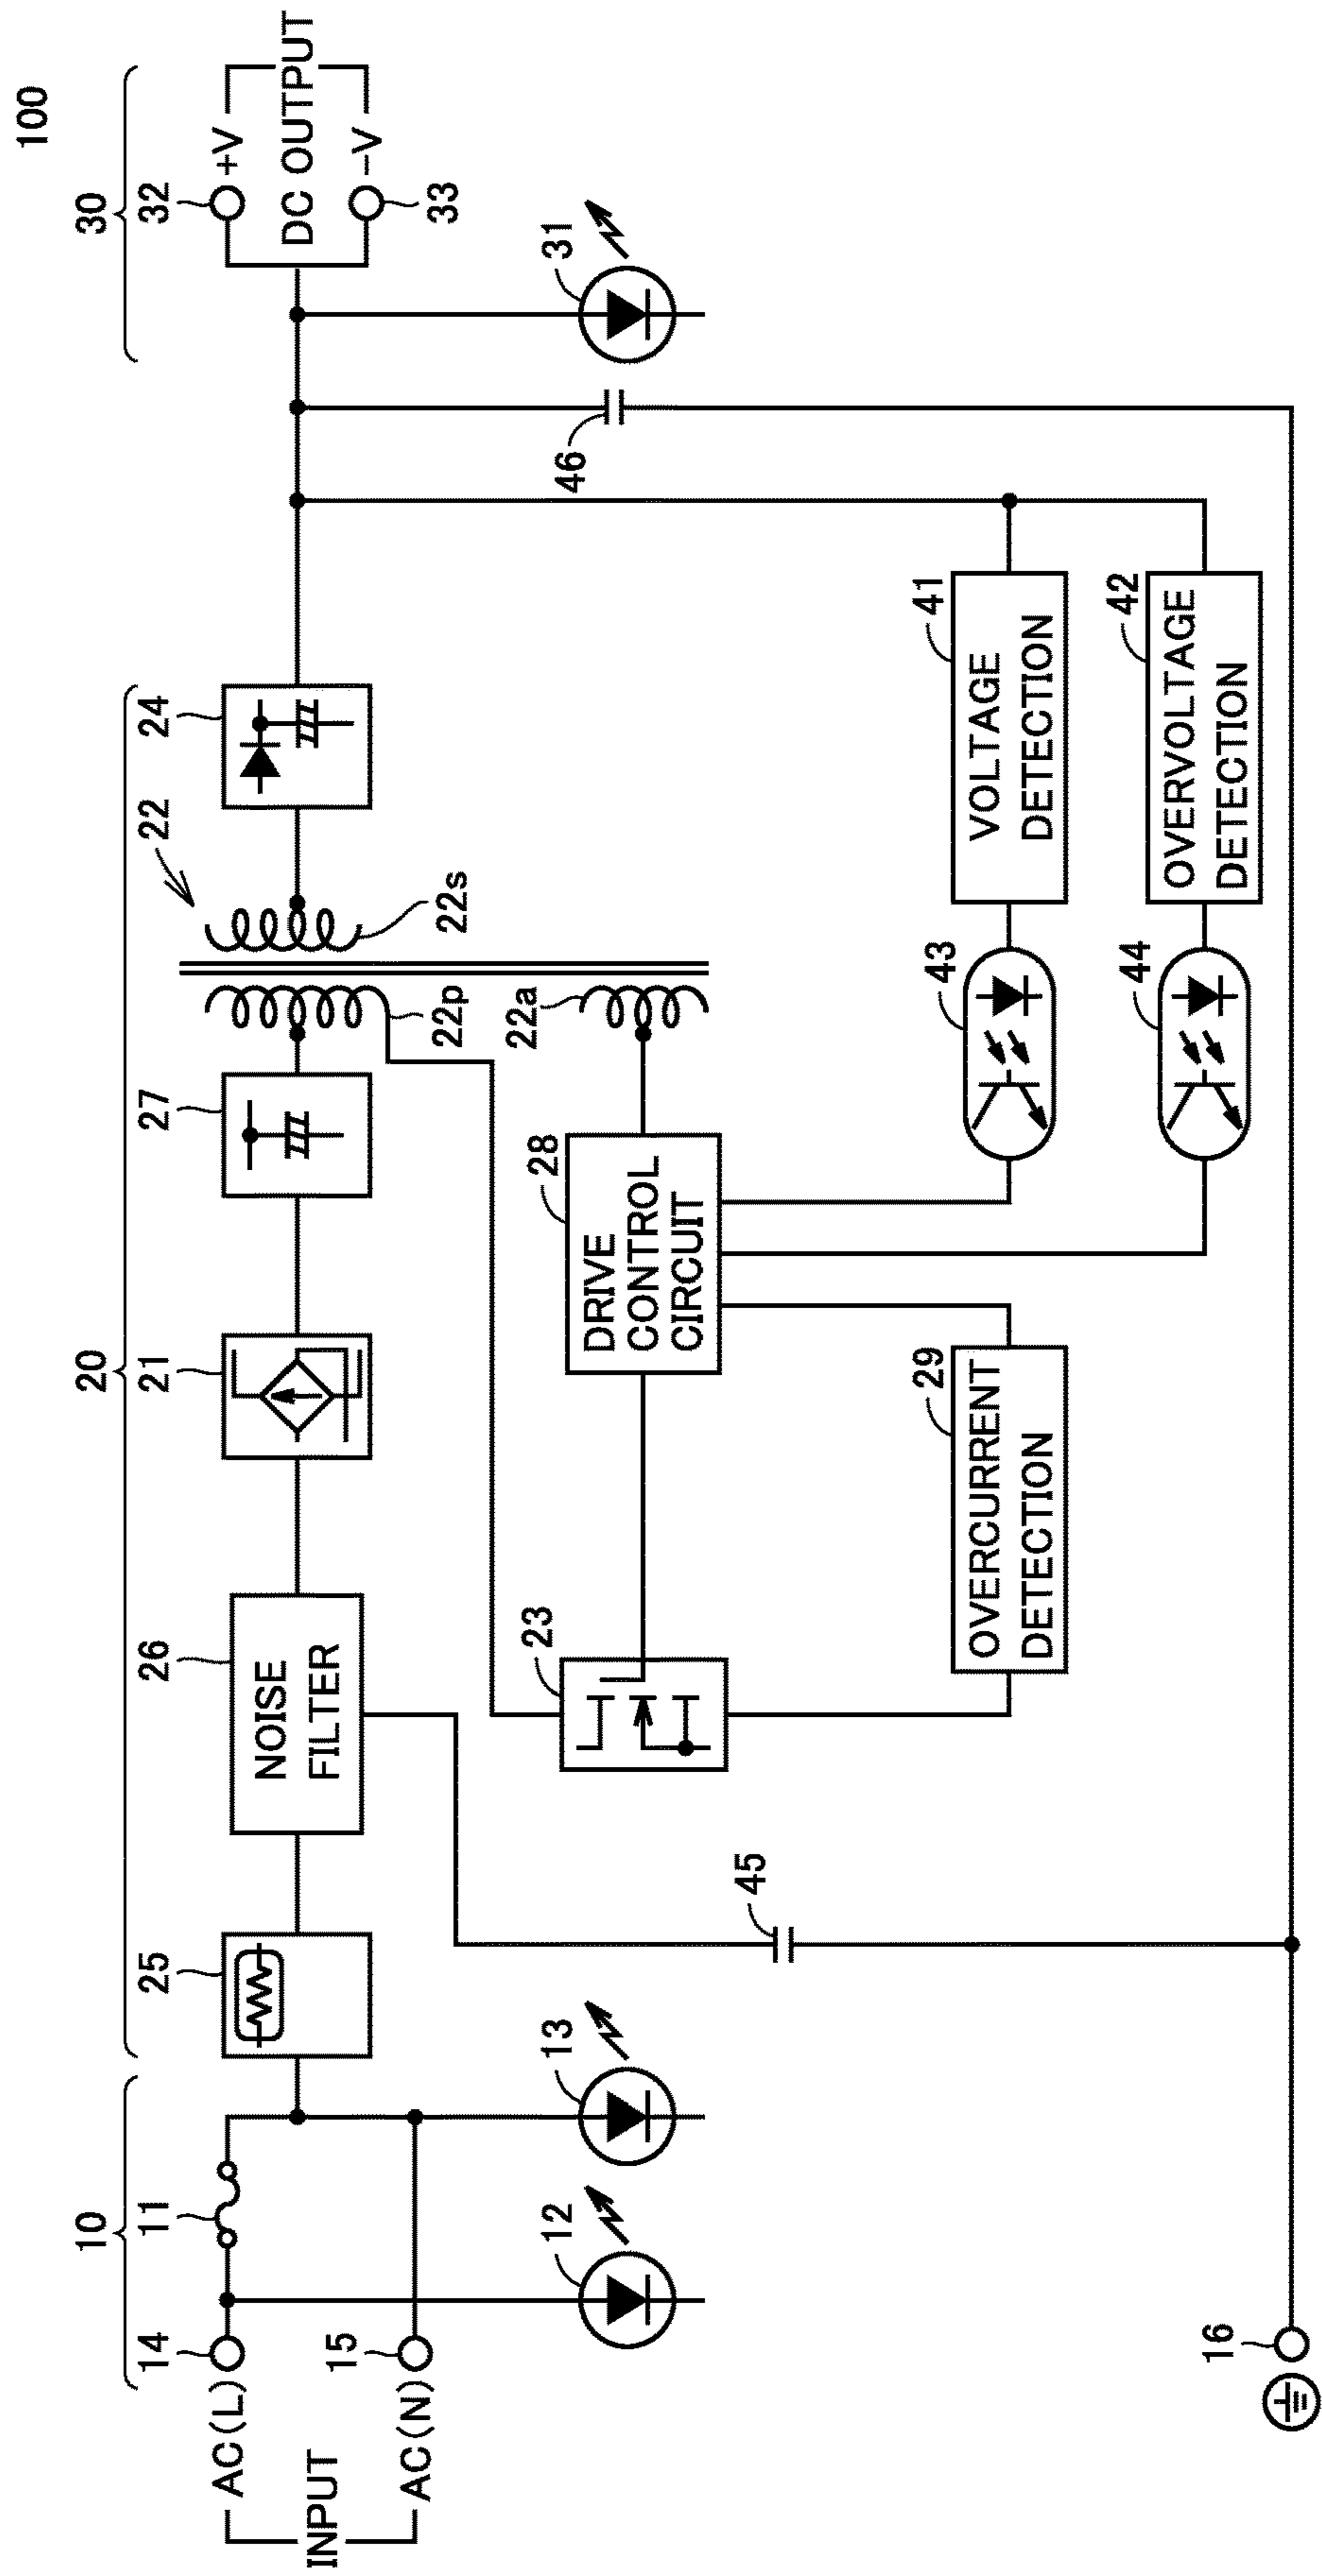 100
10
20
30
14
11
25
26
21
27
22
24
32
AC(L)
+V
INPUT
NOISE
FILTER
DC OUTPUT
15
AC(N)
22p
22s
-V
33
12
13
23
28
22a
46
31
DRIVE
CONTROL
CIRCUIT
45
29
43
41
OVERCURRENT
DETECTION
VOLTAGE
DETECTION
44
42
OVERVOLTAGE
DETECTION
16